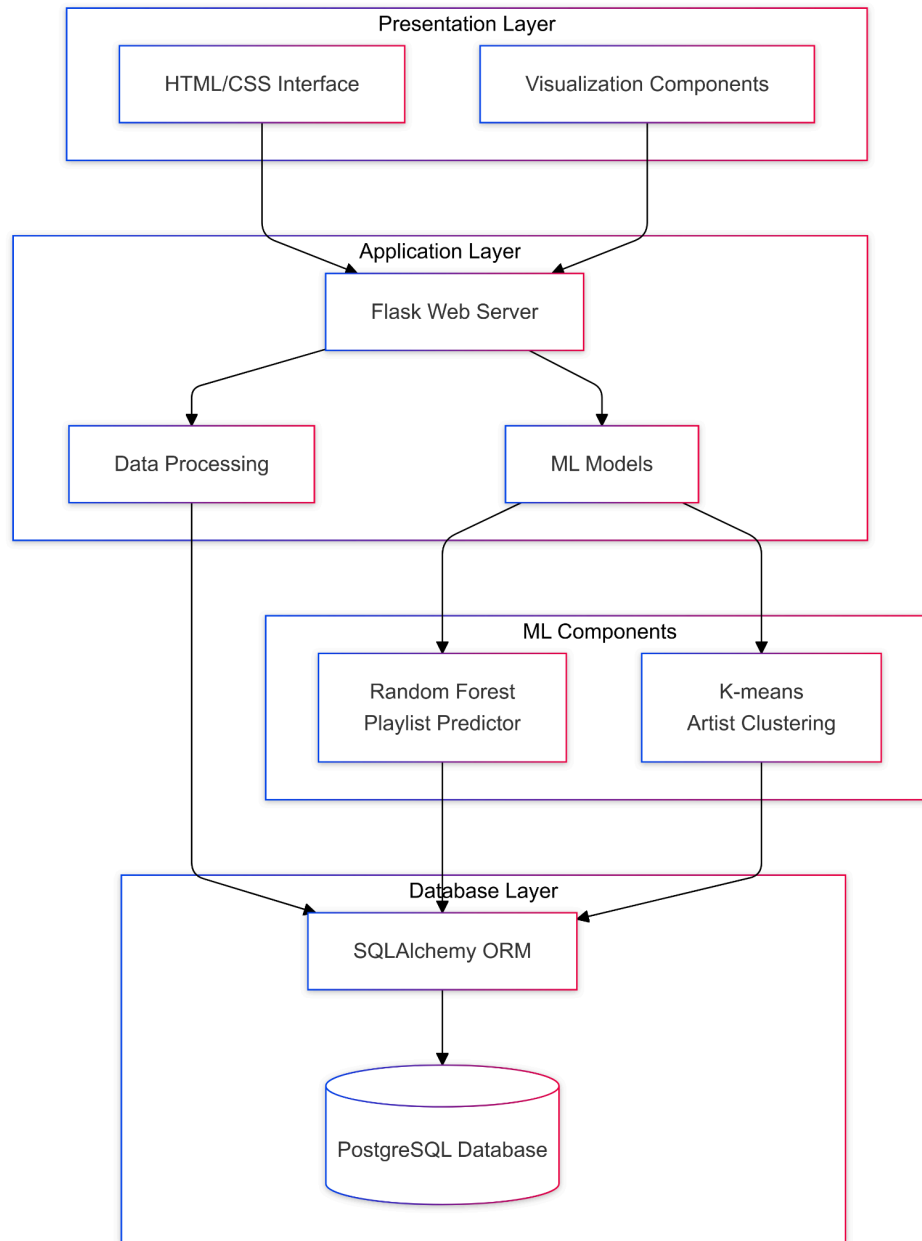 Presentation Layer
HTML/CSS Interface
Visualization Components
Application Layer
Flask Web Server
Data Processing
ML Models
ML Components
Random Forest
Playlist Predictor
K-means
Artist Clustering
Database Layer
SQLAlchemy ORM
PostgreSQL Database